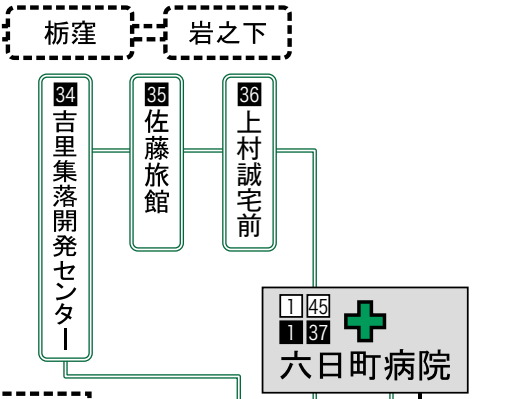 栃窪
岩之下
34
吉里集落開発センター
35
佐藤旅館
36
上村誠宅前
1 45
1 37
六日町病院